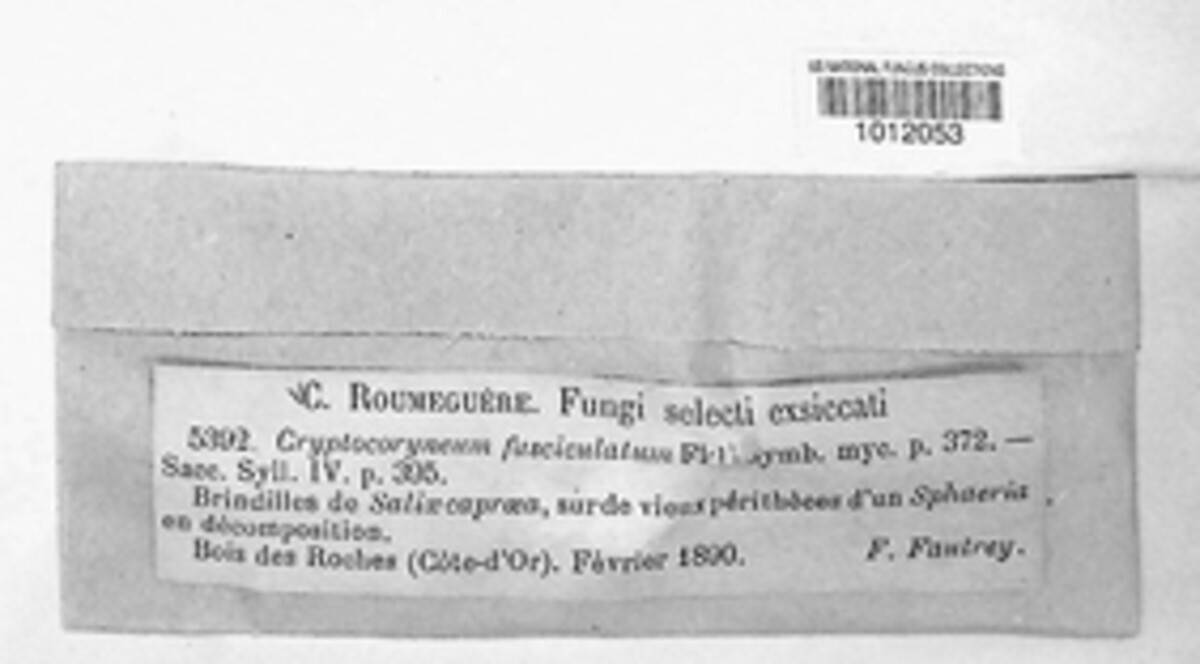 US NATIONAL FUNGUS COLLECTIONS
1012053
C. ROUMEGUÈRE. Fungi selecti exsiccati
5392. Cryptocoryneum fasciculatum symb. myc. p. 372. —
Sacc. Syll. IV. p. 395.
Brindilles de Salix capræa, sur de vieux périthèces d'un Sphaeria
en décomposition.
Bois des Roches (Côte-d'Or). Février 1890. F. Fautrey.